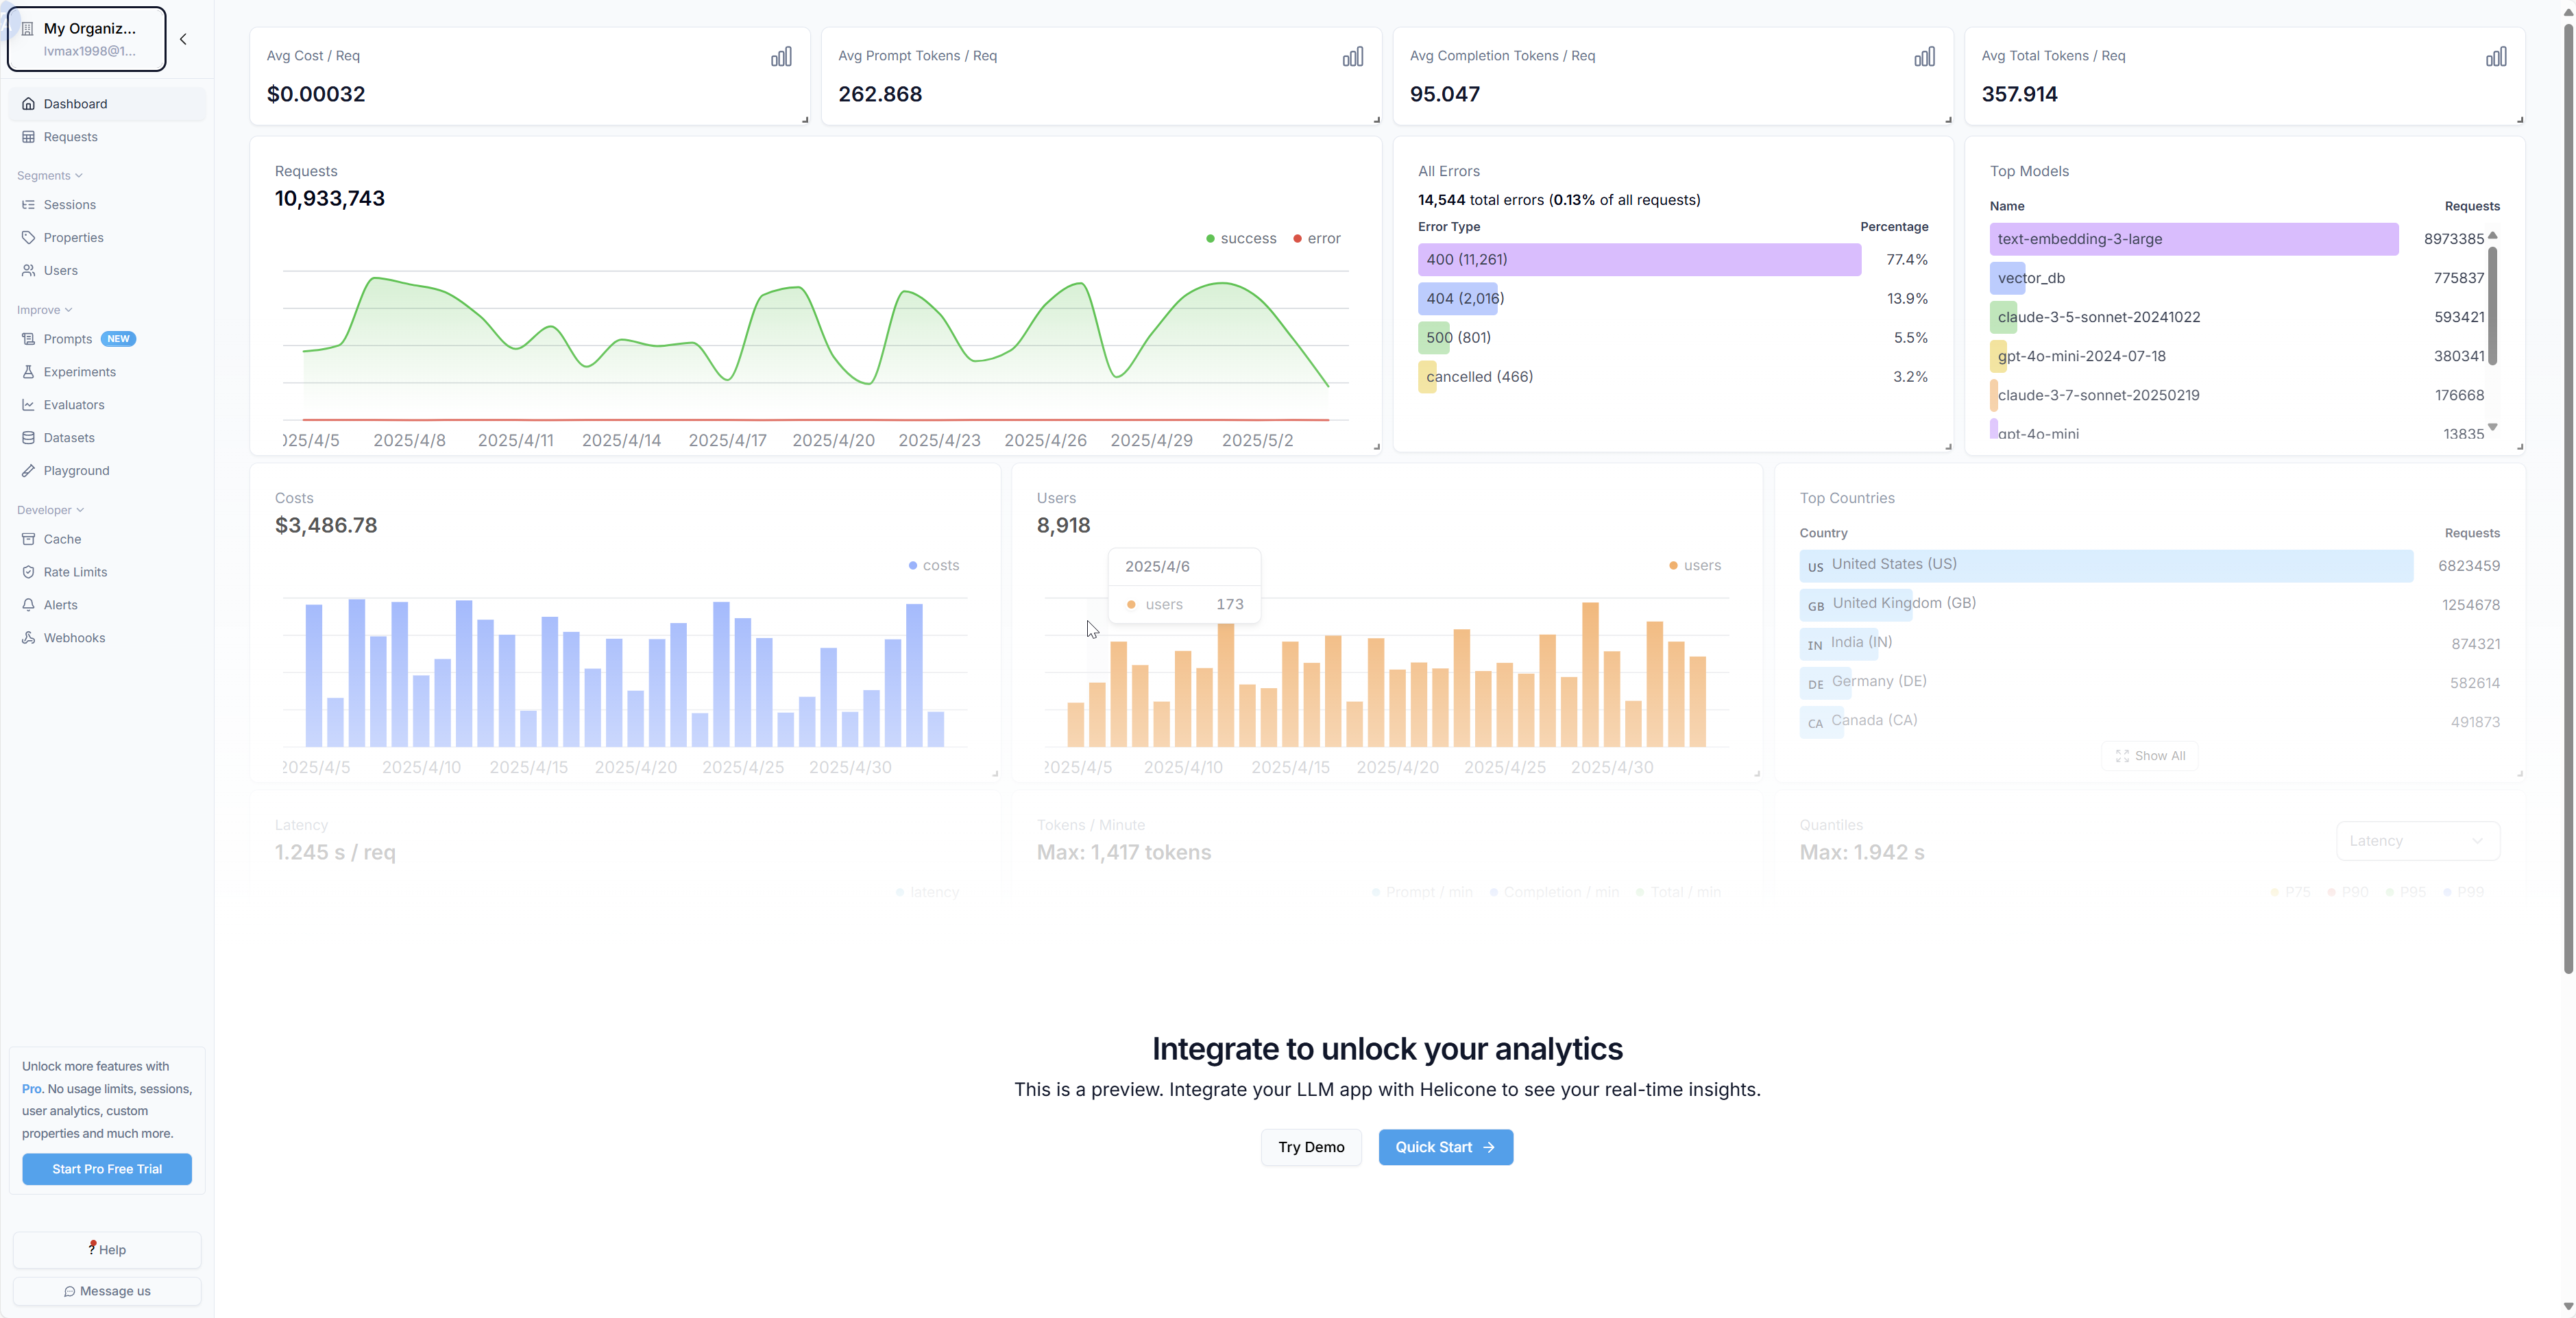 My Organiz...
lvmax1998@1...
Dashboard
Requests
Segments
Sessions
Properties
Users
Improve
Prompts NEW
Experiments
Evaluators
Datasets
Playground
Developer
Cache
Rate Limits
Alerts
Webhooks
Unlock more features with
Pro. No usage limits, sessions,
user analytics, custom
properties and much more.
Start Pro Free Trial
? Help
Message us
Avg Cost / Req
$0.00032
Avg Prompt Tokens / Req
262.868
Avg Completion Tokens / Req
95.047
Avg Total Tokens / Req
357.914
Requests
10,933,743
success error
2025/4/5 2025/4/8 2025/4/11 2025/4/14 2025/4/17 2025/4/20 2025/4/23 2025/4/26 2025/4/29 2025/5/2
All Errors
14,544 total errors (0.13% of all requests)
Error Type Percentage
400 (11,261) 77.4%
404 (2,016) 13.9%
500 (801) 5.5%
cancelled (466) 3.2%
Top Models
Name Requests
text-embedding-3-large 8973385
vector_db 775837
claude-3-5-sonnet-20241022 593421
gpt-4o-mini-2024-07-18 380341
claude-3-7-sonnet-20250219 176668
gpt-4o-mini 13835
Costs
$3,486.78
costs
2025/4/5 2025/4/10 2025/4/15 2025/4/20 2025/4/25 2025/4/30
Users
8,918
users
2025/4/6
users 173
2025/4/5 2025/4/10 2025/4/15 2025/4/20 2025/4/25 2025/4/30
Top Countries
Country Requests
US United States (US) 6823459
GB United Kingdom (GB) 1254678
IN India (IN) 874321
DE Germany (DE) 582614
CA Canada (CA) 491873
Show All
Latency
1.245 s / req
latency
Tokens / Minute
Max: 1,417 tokens
Prompt / min Completion / min Total / min
Quantiles
Max: 1.942 s
Latency
P75 P90 P95 P99
Integrate to unlock your analytics
This is a preview. Integrate your LLM app with Helicone to see your real-time insights.
Try Demo
Quick Start